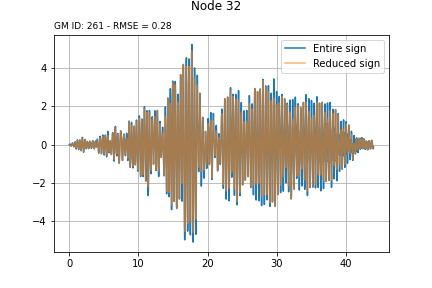 Node 32
GM ID: 261 - RMSE = 0.28
Entire sign
Reduced sign
4
2
0
−2
−4
0 10 20 30 40